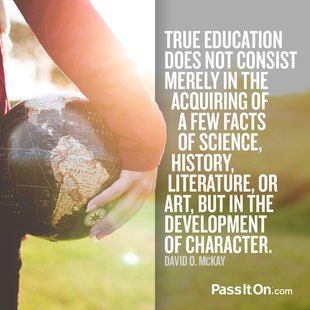 TRUE EDUCATION
DOES NOT CONSIST
MERELY IN THE
ACQUIRING OF
A FEW FACTS
OF SCIENCE,
HISTORY,
LITERATURE, OR
ART, BUT IN THE
DEVELOPMENT
OF CHARACTER.
DAVID O. McKAY
PassItOn.com